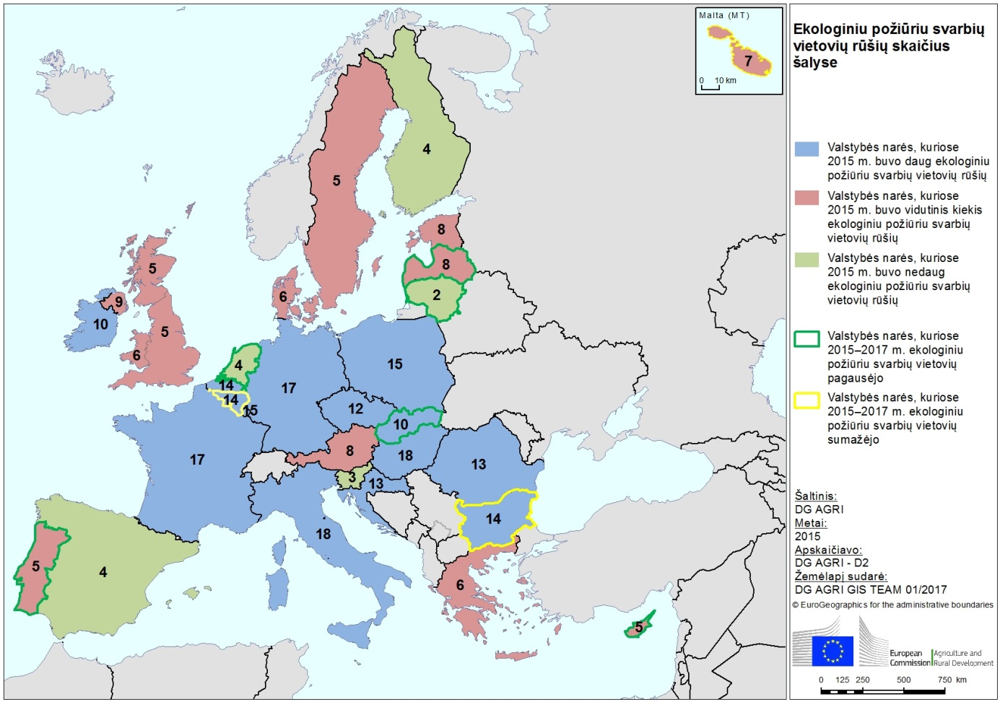 Malta (MT)
7
0 10 km
4
5
8
8
2
5
9
10
5
6
6
4
14
14
15
17
15
12
10
17
8
18
13
3
13
14
18
5
4
6
5
Ekologiniu požiūriu svarbių
vietovių rūšių skaičius
šalyse
Valstybės narės, kuriose
2015 m. buvo daug ekologiniu
požiūriu svarbių vietovių rūšių
Valstybės narės, kuriose
2015 m. buvo vidutinis kiekis
ekologiniu požiūriu svarbių
vietovių rūšių
Valstybės narės, kuriose
2015 m. buvo nedaug
ekologiniu požiūriu svarbių
vietovių rūšių
Valstybės narės, kuriose
2015–2017 m. ekologiniu
požiūriu svarbių vietovių
pagausėjo
Valstybės narės, kuriose
2015–2017 m. ekologiniu
požiūriu svarbių vietovių
sumažėjo
Šaltinis:
DG AGRI
Metai:
2015
Apskaičiavo:
DG AGRI - D2
Žemėlapį sudarė:
DG AGRI GIS TEAM 01/2017
© EuroGeographics for the administrative boundaries
European
Commission
Agriculture and
Rural Development
0 125 250 500 750 km